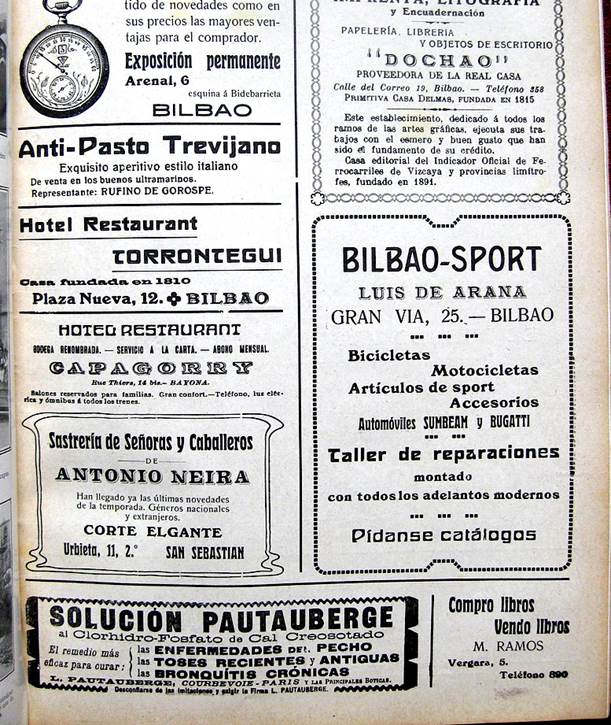 tido de novedades como en
sus precios las mayores ven-
tajas para el comprador.
Exposición permanente
Arenal, 6
esquina á Bidebarrieta
BILBAO
Anti-Pasto Trevijano
Exquisito aperitivo estilo italiano
De venta en los buenos ultramarinos.
Representante: RUFINO DE GOROSPE.
Hotel Restaurant
TORRONTEGUI
Casa fundada en 1810
Plaza Nueva, 12. ✤ BILBAO
HOTEL RESTAURANT
BODEGA RENOMBRADA. — SERVICIO A LA CARTA. — ABONO MENSUAL.
CAPAGORRY
Rue Thiers, 14 bis.- BAYONA.
Salones reservados para familias. Gran confort.—Teléfono, luz eléc-
rica y ómnibus á todos los trenes.
Sastrería de Señoras y Caballeros
— DE —
ANTONIO NEIRA
Han llegado ya las últimas novedades
de la temporada. Géneros nacionales
y extranjeros.
CORTE ELGANTE
Urbieta, 11, 2.º SAN SEBASTIAN
IMPRENTA, LITOGRAFIA
y Encuadernación
PAPELERÍA, LIBRERIA
Y OBJETOS DE ESCRITORIO
"DOCHAO"
PROVEEDORA DE LA REAL CASA
Calle del Correo 19, Bilbao. — Teléfono 258
PRIMITIVA CASA DELMAS, FUNDADA EN 1815
Este establecimiento, dedicado á todos los
ramos de las artes gráficas, ejecuta sus tra-
bajos con el esmero y buen gusto que han
sido el fundamento de su crédito.
Casa editorial del Indicador Oficial de Fe-
rrocarriles de Vizcaya y provincias limítro-
fes, fundado en 1891.
BILBAO-SPORT
LUIS DE ARANA
GRAN VIA, 25. — BILBAO
Bicicletas
Motocicletas
Artículos de sport
Accesorios
Automóviles SUMBEAM y BUGATTI
Taller de reparaciones
montado
con todos los adelantos modernos
Pídanse catálogos
SOLUCIÓN PAUTAUBERGE
al Clorhidro-Fosfato de Cal Creosotado
El remedio más
eficaz para curar:
las ENFERMEDADES del PECHO
las TOSES RECIENTES y ANTIGUAS
las BRONQUITIS CRÓNICAS
L. PAUTAUBERGE, COURBEVOIE - PARIS Y LAS PRINCIPALES BOTICAS.
Desconfiarse de las imitaciones y exigir la Firma L. PAUTAUBERGE.
Compro libros
Vendo libros
M. RAMOS
Vergara, 5.
Teléfono 890